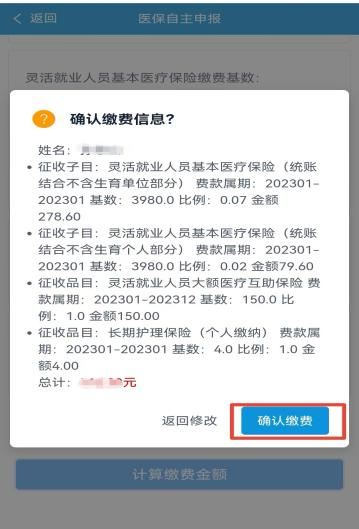 < 返回
医保自主申报
灵活就业人员基本医疗保险缴费基数：
? 确认缴费信息?
姓名：
• 征收子目：灵活就业人员基本医疗保险（统账
结合不含生育单位部分） 费款属期：202301-
202301 基数：3980.0 比例：0.07 金额
278.60
• 征收子目：灵活就业人员基本医疗保险（统账
结合不含生育个人部分） 费款属期：202301-
202301 基数：3980.0 比例：0.02 金额79.60
• 征收品目：灵活就业人员大额医疗互助保险 费
款属期：202301-202312 基数：150.0 比
例：1.0 金额150.00
• 征收品目：长期护理保险（个人缴纳） 费款属
期：202301-202301 基数：4.0 比例：1.0 金
额4.00
总计：元
返回修改
确认缴费
计算缴费金额